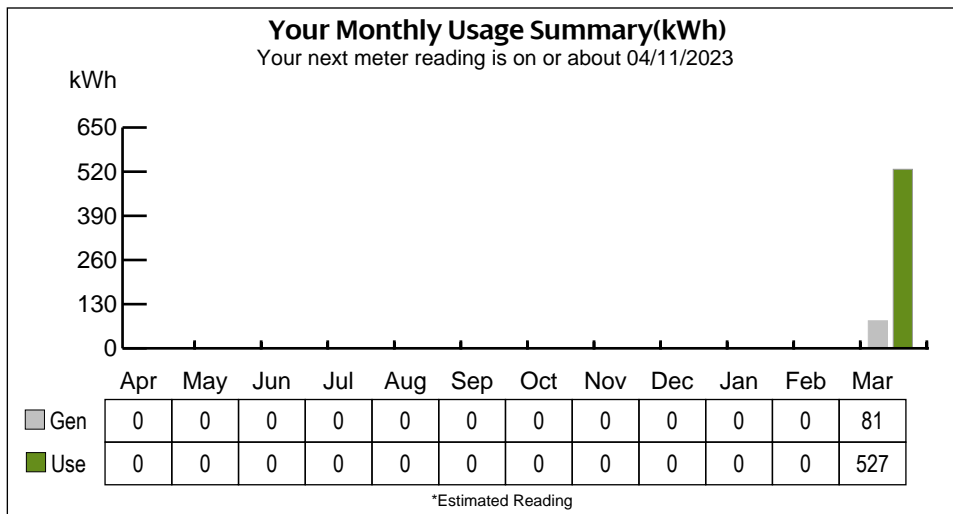 Your Monthly Usage Summary(kWh)
Your next meter reading is on or about 04/11/2023
kWh
650
520
390
260
130
0
Apr May Jun Jul Aug Sep Oct Nov Dec Jan Feb Mar
Gen 0 0 0 0 0 0 0 0 0 0 0 81
Use 0 0 0 0 0 0 0 0 0 0 0 527
*Estimated Reading